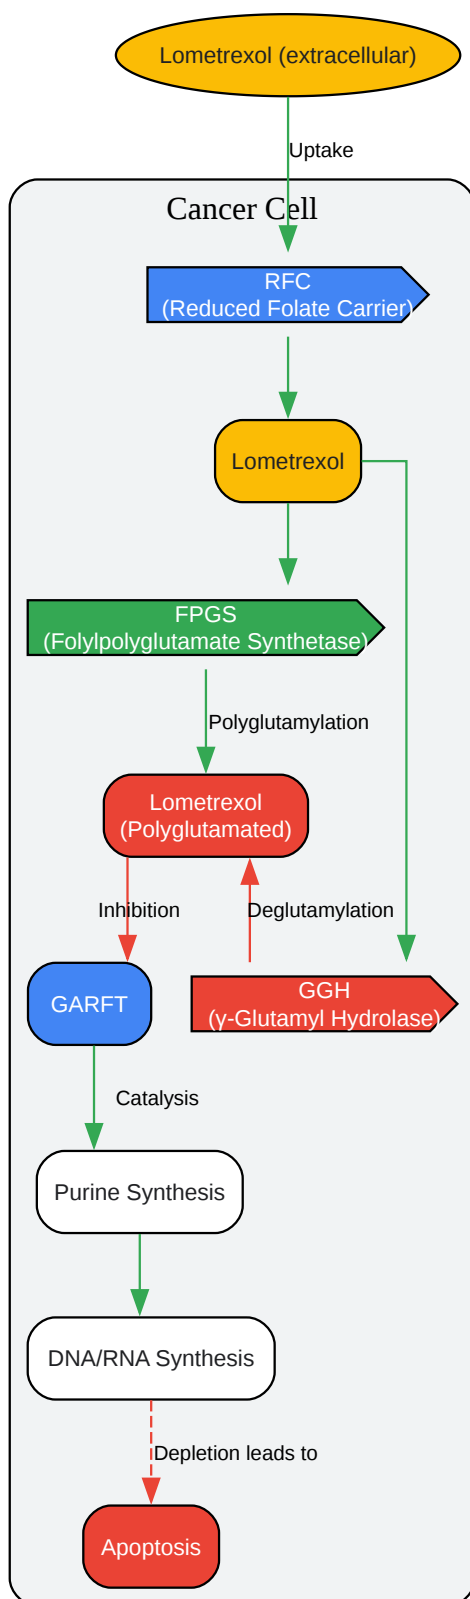 Lometrexol (extracellular)
Uptake
Cancer Cell
RFC
(Reduced Folate Carrier)
Lometrexol
FPGS
(Folylpolyglutamate Synthetase)
Polyglutamylation
Lometrexol
(Polyglutamated)
Inhibition
Deglutamylation
GARFT
GGH
(γ-Glutamyl Hydrolase)
Catalysis
Purine Synthesis
DNA/RNA Synthesis
Depletion leads to
Apoptosis